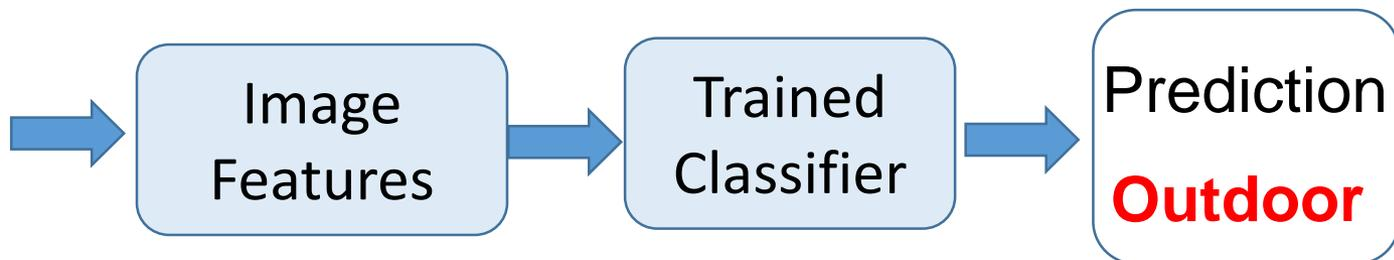 Image
Features
Trained
Classifier
Prediction
Outdoor